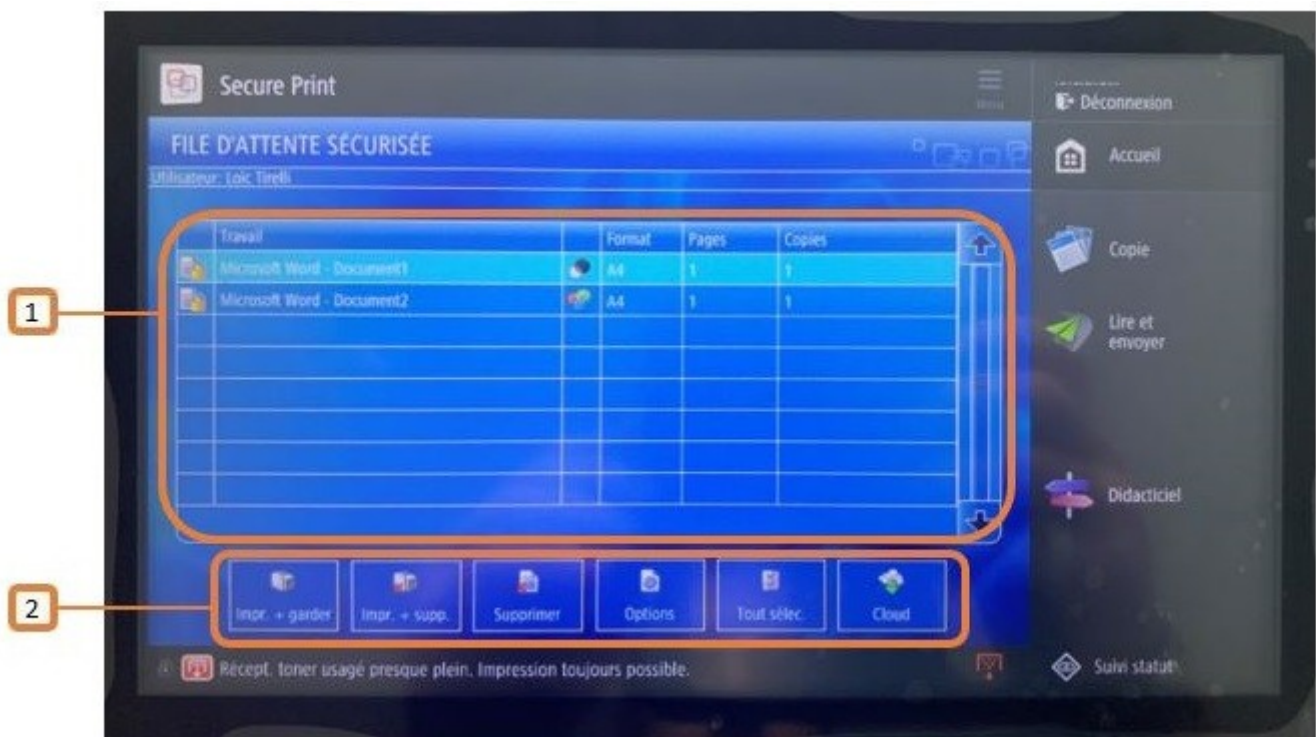 Secure Print
Menu
Déconnexion
FILE D'ATTENTE SÉCURISÉE
Accueil
Utilisateur: Loïc Tirelli
Travail Format Pages Copies
Copie
Microsoft Word - Document1 A4 1 1
1
Microsoft Word - Document2 A4 1 1
Lire et
envoyer
Didacticiel
2
Impr. + garder Impr. + supp. Supprimer Options Tout sélec. Cloud
Récept. toner usagé presque plein. Impression toujours possible.
Suivi statut